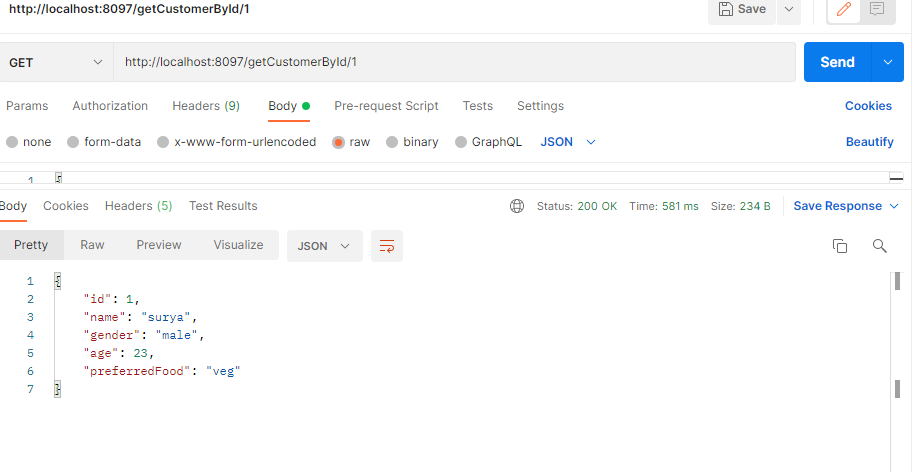 http://localhost:8097/getCustomerById/1 Save
GET http://localhost:8097/getCustomerById/1 Send
Params Authorization Headers (9) Body Pre-request Script Tests Settings Cookies
none form-data x-www-form-urlencoded raw binary GraphQL JSON Beautify
1 {
Body Cookies Headers (5) Test Results Status: 200 OK Time: 581 ms Size: 234 B Save Response
Pretty Raw Preview Visualize JSON
1 {
2 "id": 1,
3 "name": "surya",
4 "gender": "male",
5 "age": 23,
6 "preferredFood": "veg"
7 }